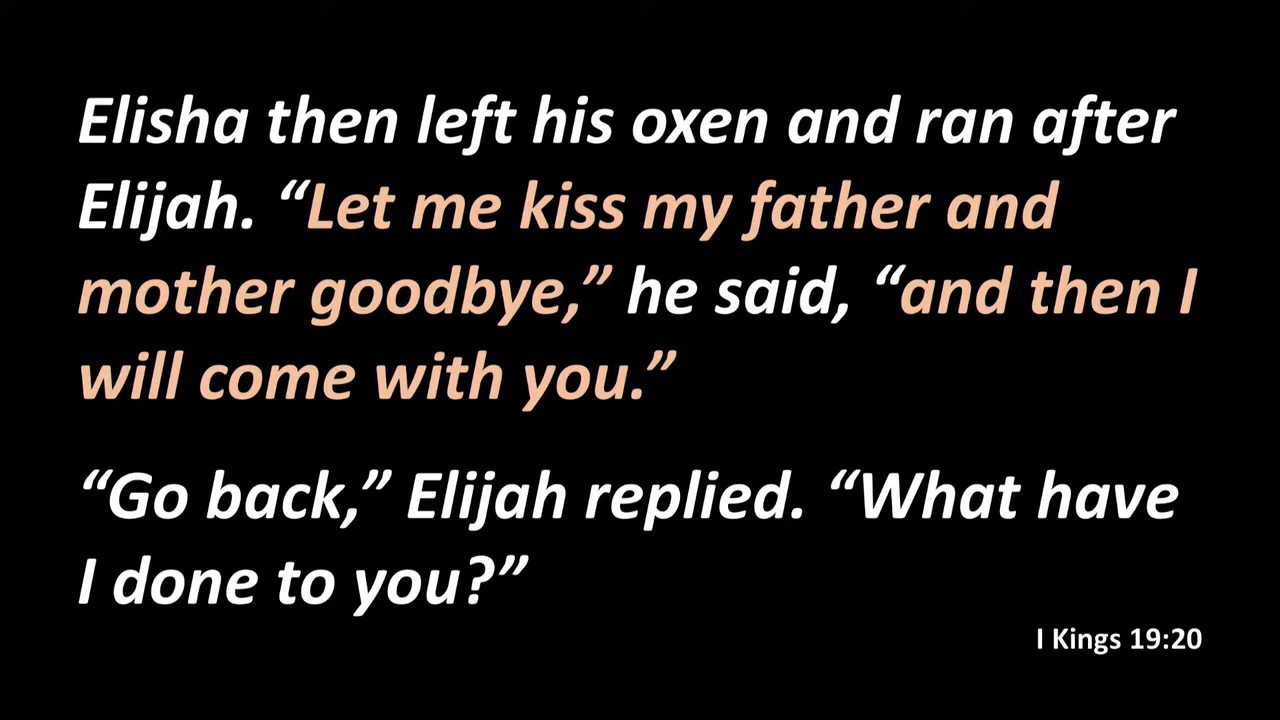 Elisha then left his oxen and ran after
Elijah. “Let me kiss my father and
mother goodbye,” he said, “and then I
will come with you.”
“Go back,” Elijah replied. “What have
I done to you?”
I Kings 19:20